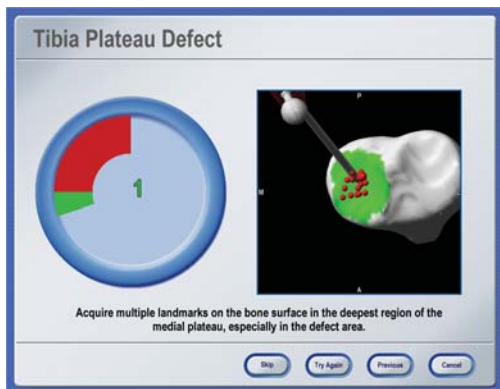 Tibia Plateau Defect
1
P
M
A
Acquire multiple landmarks on the bone surface in the deepest region of the
medial plateau, especially in the defect area.
Skip
Try Again
Previous
Cancel